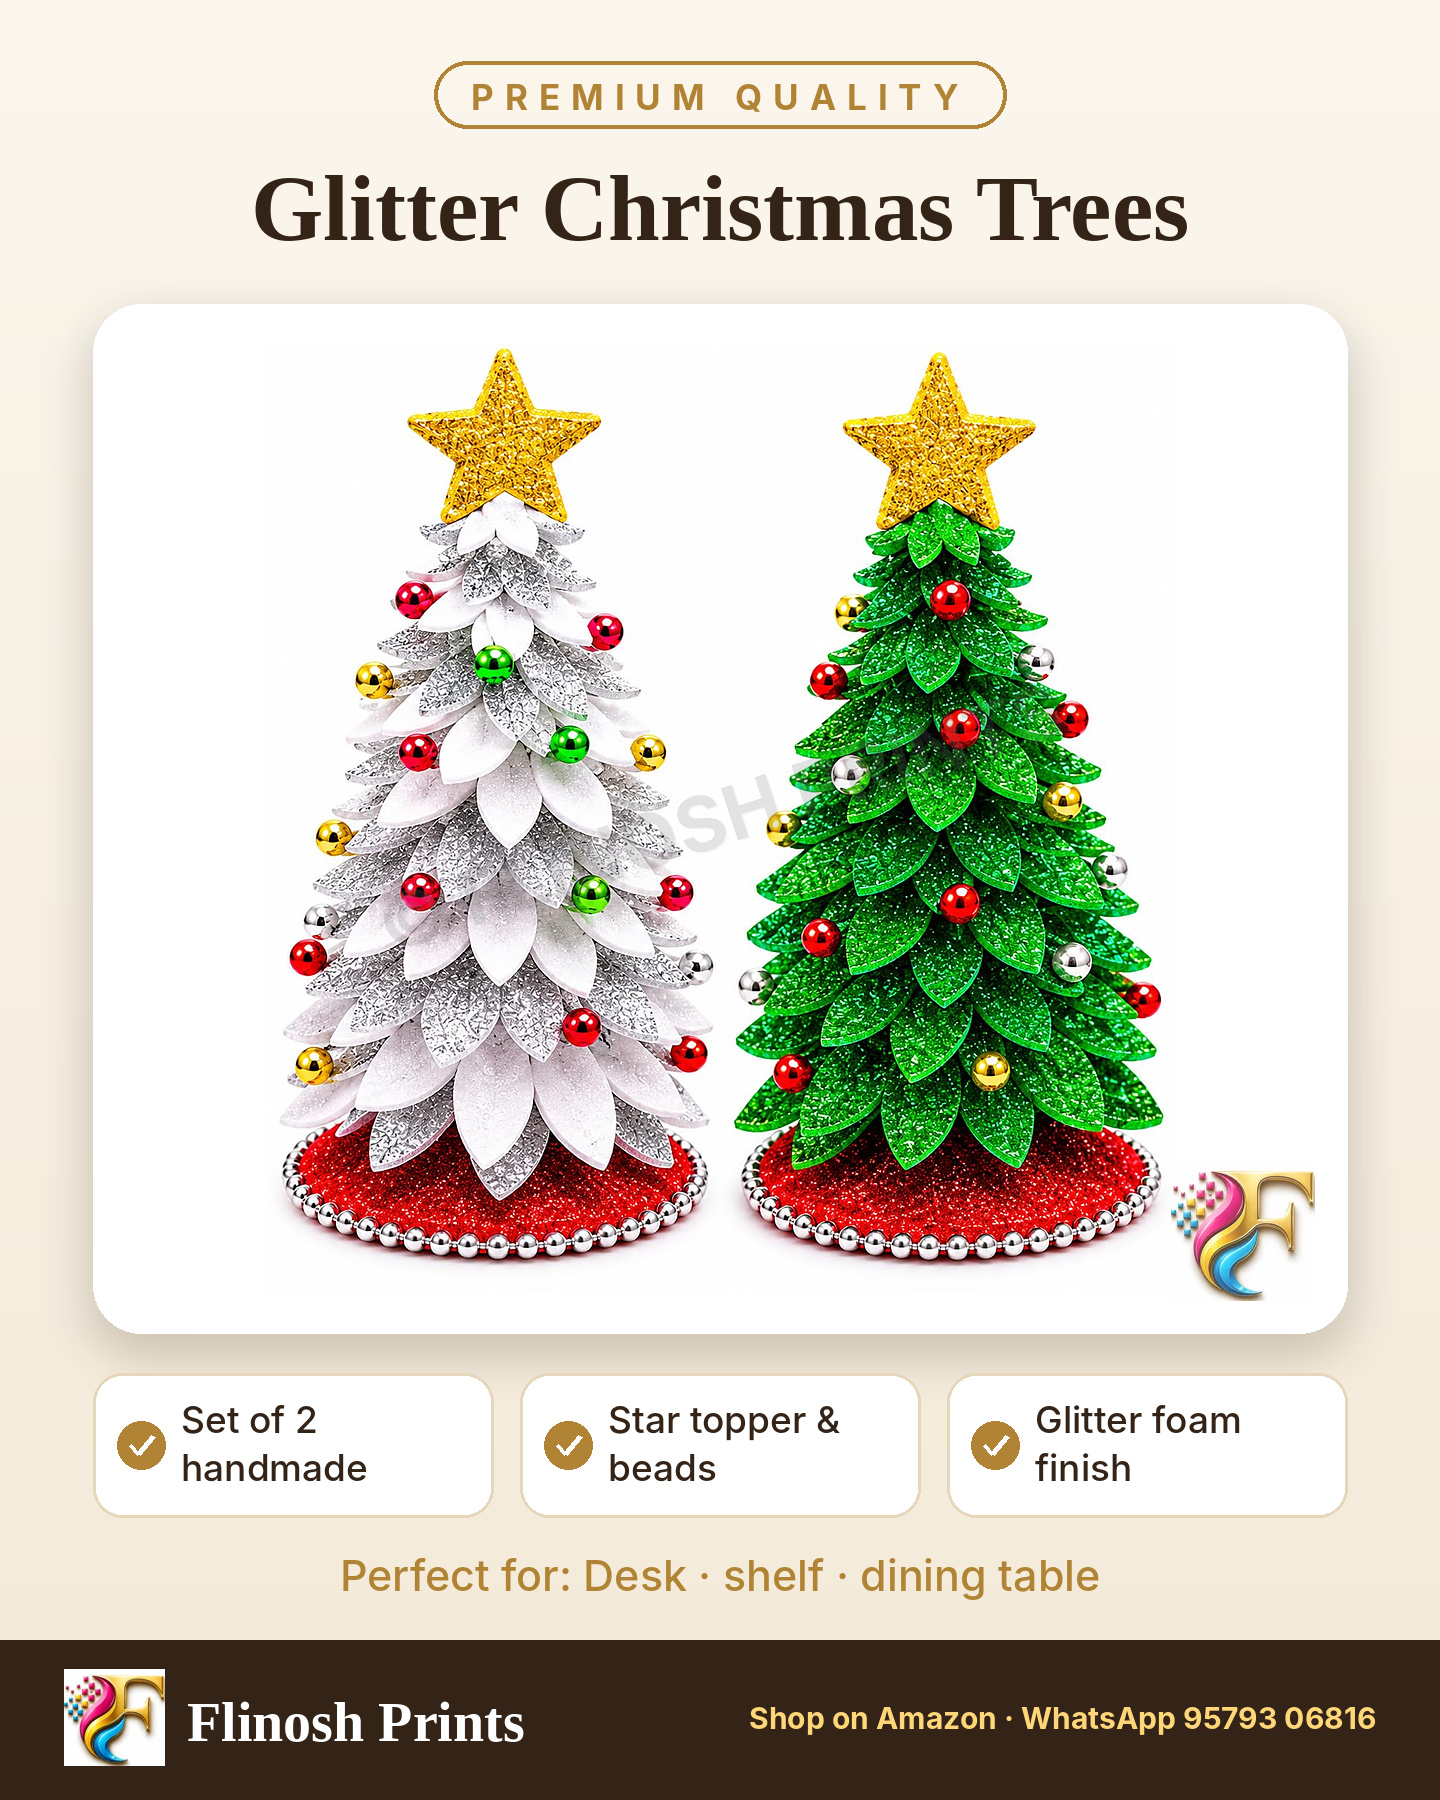 PREMIUM QUALITY
Glitter Christmas Trees
Set of 2
handmade
Star topper &
beads
Glitter foam
finish
Perfect for: Desk · shelf · dining table
F
F
Flinosh Prints
Shop on Amazon · WhatsApp 95793 06816